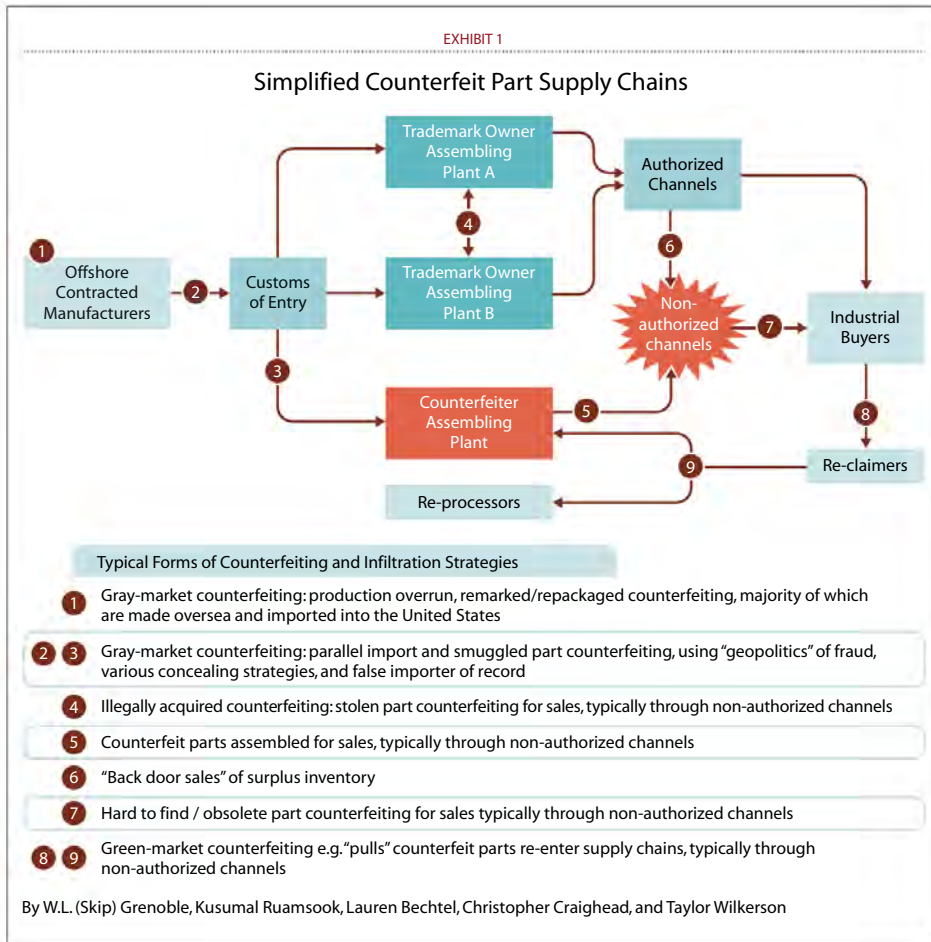 EXHIBIT 1
Simplified Counterfeit Part Supply Chains
Trademark Owner
Assembling
Plant A
Authorized
Channels
4
6
1
Offshore
Contracted
Manufacturers
2
Customs
of Entry
Trademark Owner
Assembling
Plant B
Non-
authorized
channels
7
Industrial
Buyers
3
Counterfeiter
Assembling
Plant
5
8
9
Re-claimers
Re-processors
Typical Forms of Counterfeiting and Infiltration Strategies
1 Gray-market counterfeiting: production overrun, remarked/repackaged counterfeiting, majority of which
are made oversea and imported into the United States
2 3 Gray-market counterfeiting: parallel import and smuggled part counterfeiting, using "geopolitics" of fraud,
various concealing strategies, and false importer of record
4 Illegally acquired counterfeiting: stolen part counterfeiting for sales, typically through non-authorized channels
5 Counterfeit parts assembled for sales, typically through non-authorized channels
6 "Back door sales" of surplus inventory
7 Hard to find / obsolete part counterfeiting for sales typically through non-authorized channels
8 9 Green-market counterfeiting e.g. "pulls" counterfeit parts re-enter supply chains, typically through
non-authorized channels
By W.L. (Skip) Grenoble, Kusumal Ruamsook, Lauren Bechtel, Christopher Craighead, and Taylor Wilkerson